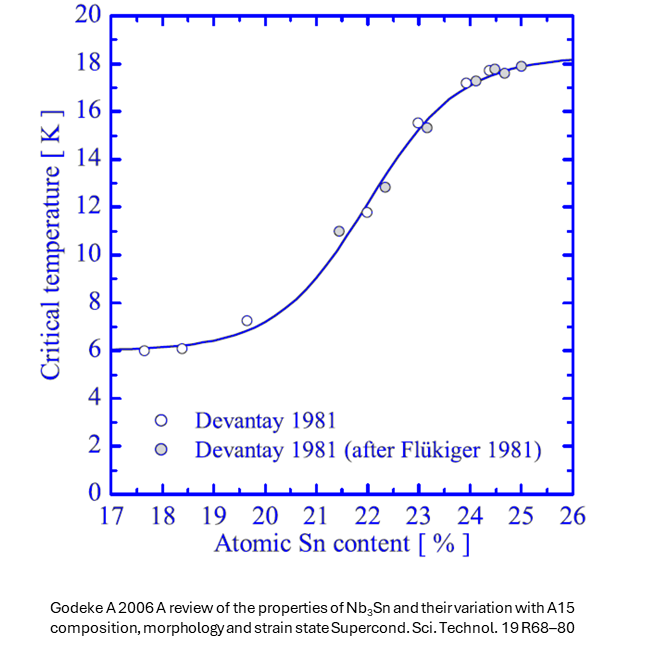 20
18
16
14
12
10
8
6
4
2
0
Critical temperature [ K ]
Devantay 1981
Devantay 1981 (after Flükiger 1981)
17 18 19 20 21 22 23 24 25 26
Atomic Sn content [ % ]
Godeke A 2006 A review of the properties of Nb₃Sn and their variation with A15
composition, morphology and strain state Supercond. Sci. Technol. 19 R68–80